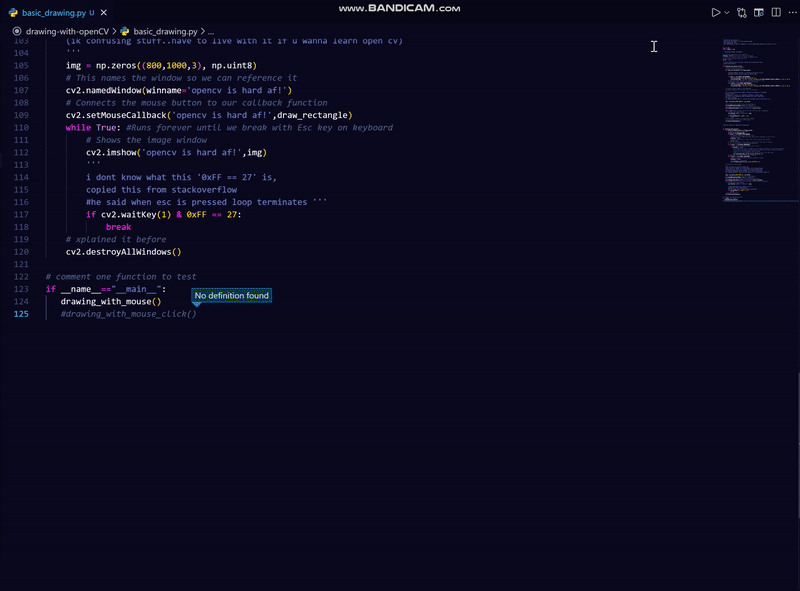 www.BANDICAM.com
basic_drawing.py U
drawing-with-openCV > basic_drawing.py > ...
103 (ik confusing stuff..have to live with it if u wanna learn open cv)
104 '''
105 img = np.zeros((800,1000,3), np.uint8)
106 # This names the window so we can reference it
107 cv2.namedWindow(winname='opencv is hard af!')
108 # Connects the mouse button to our callback function
109 cv2.setMouseCallback('opencv is hard af!',draw_rectangle)
110 while True: #Runs forever until we break with Esc key on keyboard
111 # Shows the image window
112 cv2.imshow('opencv is hard af!',img)
113 '''
114 i dont know what this '0xFF == 27' is,
115 copied this from stackoverflow
116 #he said when esc is pressed loop terminates '''
117 if cv2.waitKey(1) & 0xFF == 27:
118 break
119 # xplained it before
120 cv2.destroyAllWindows()
121
122 # comment one function to test
123 if __name__=="__main__":
No definition found
124 drawing_with_mouse()
125 #drawing_with_mouse_click()